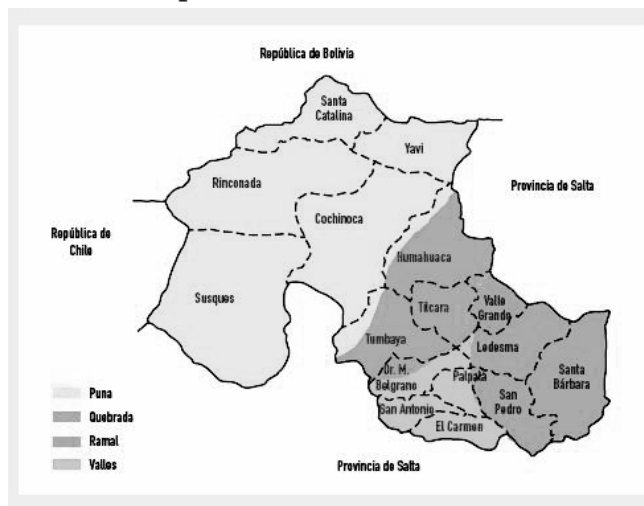 República de Bolivia
Santa
Catalina
Yavi
Rinconada
Provincia de Salta
Cochinoca
República de
Chile
Humahuaca
Susques
Tilcara
Valle
Grande
Tumbaya
Ledesma
Dr. M.
Belgrano
Palpalá
Santa
Bárbara
San
Pedro
San Antonio
El Carmen
Puna
Quebrada
Ramal
Valles
Provincia de Salta